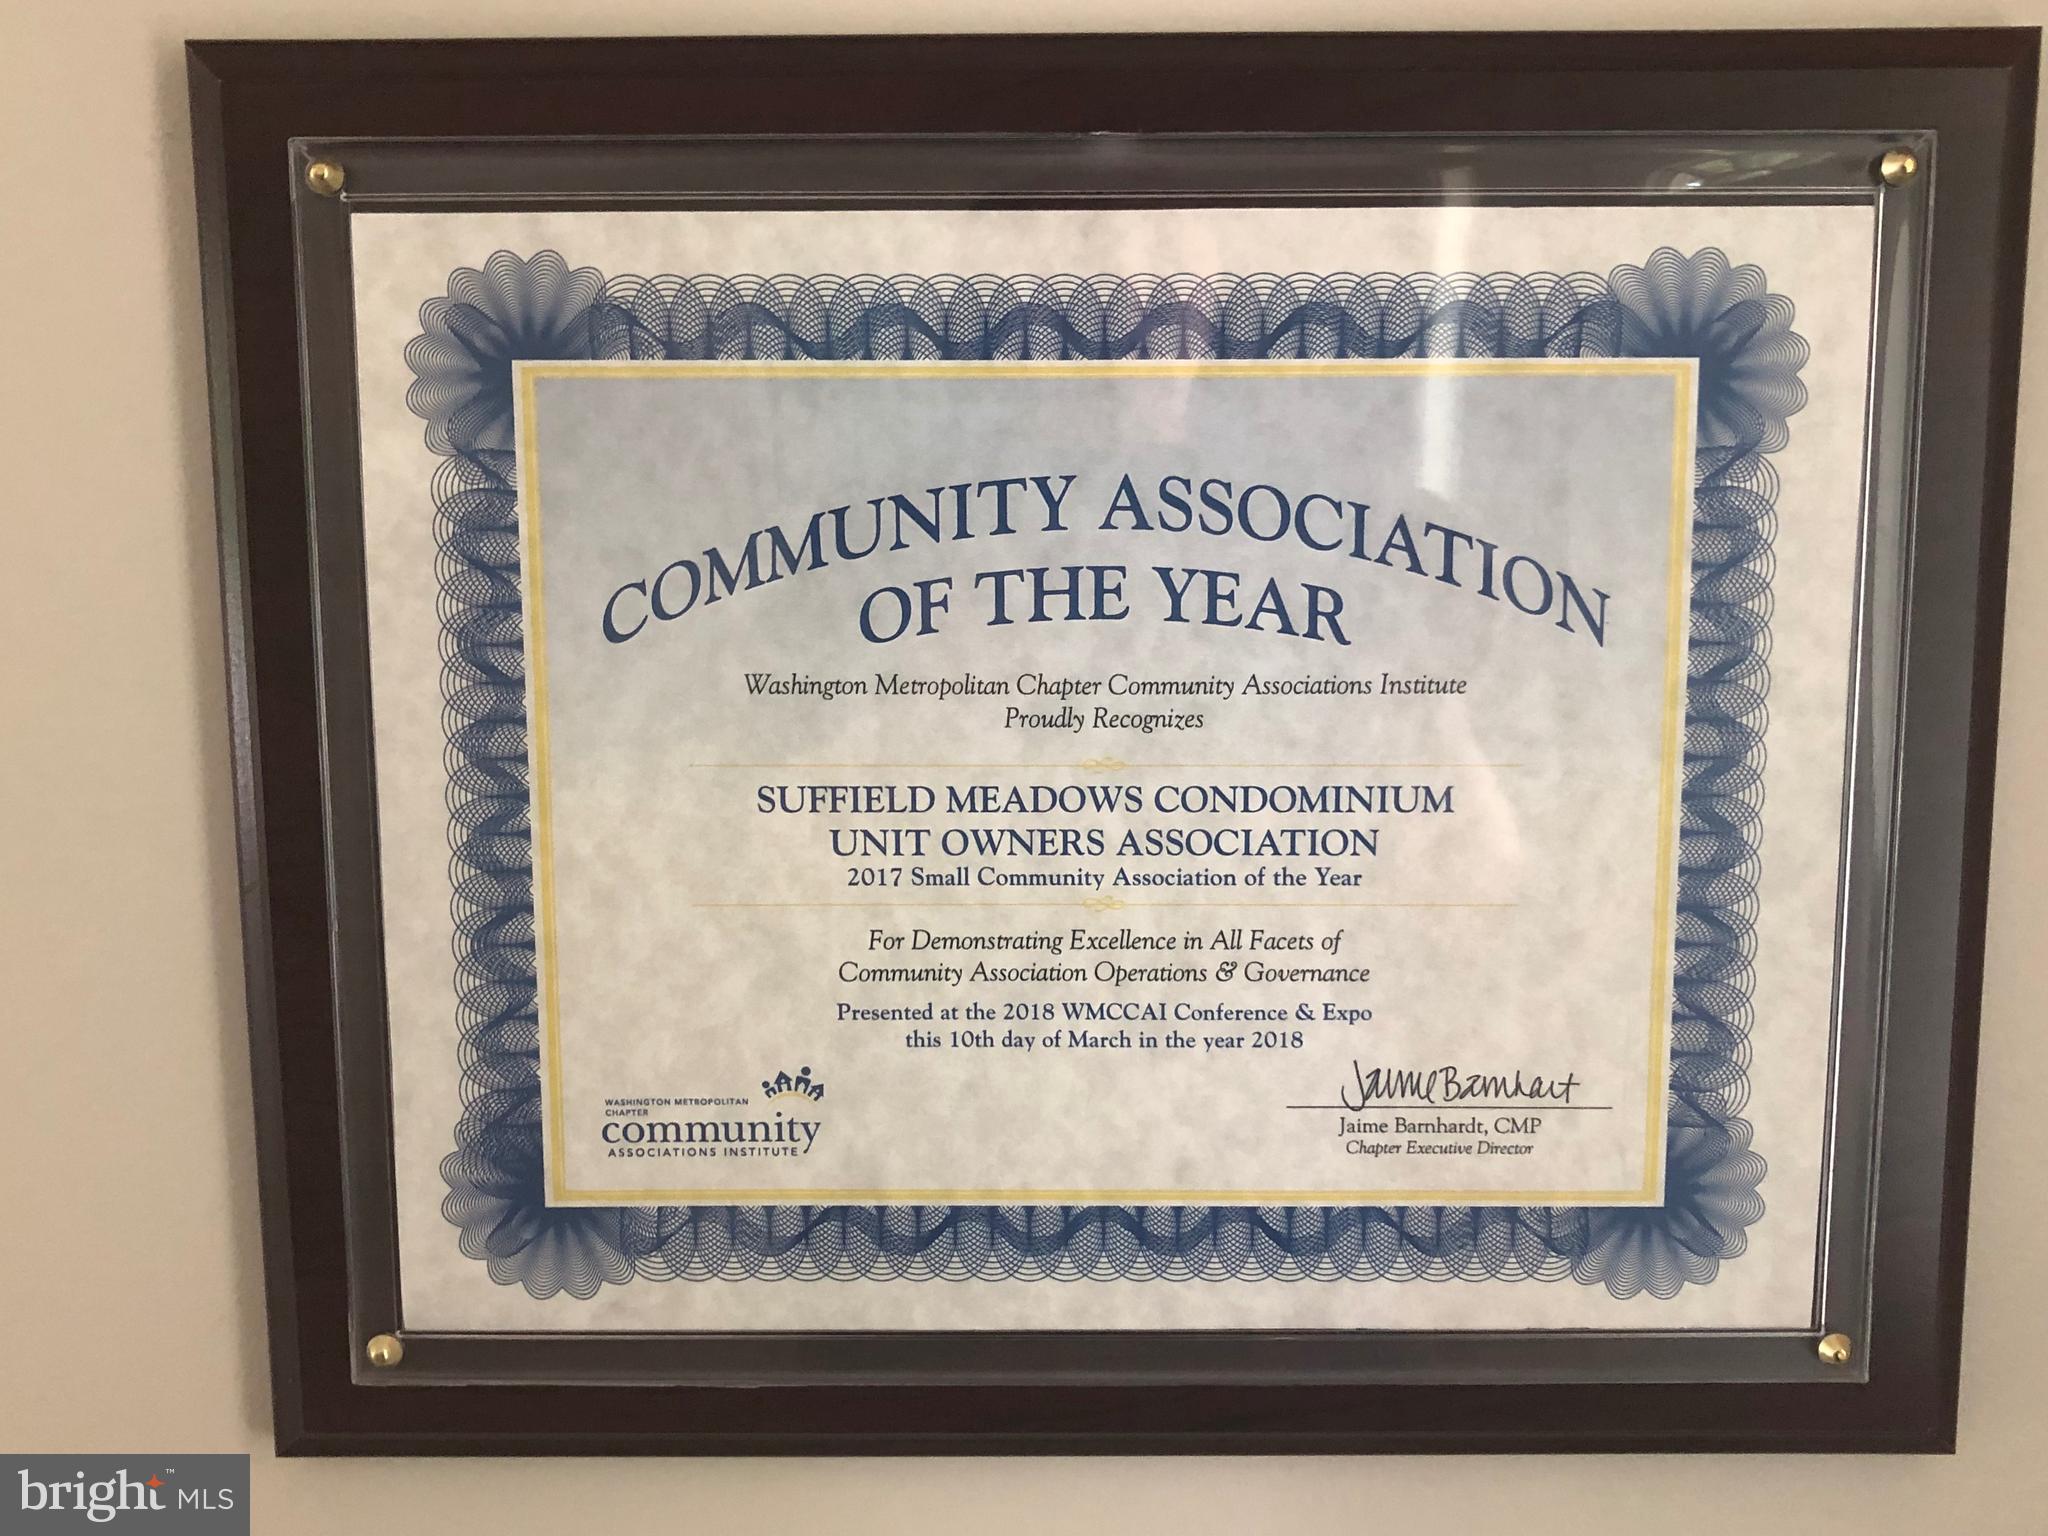 COMMUNITY ASSOCIATION
OF THE YEAR
Washington Metropolitan Chapter Community Associations Institute
Proudly Recognizes
SUFFIELD MEADOWS CONDOMINIUM
UNIT OWNERS ASSOCIATION
2017 Small Community Association of the Year
For Demonstrating Excellence in All Facets of
Community Association Operations & Governance
Presented at the 2018 WMCCAI Conference & Expo
this 10th day of March in the year 2018
WASHINGTON METROPOLITAN
CHAPTER
community
ASSOCIATIONS INSTITUTE
Jaime Barnhart
Jaime Barnhardt, CMP
Chapter Executive Director
bright™ MLS